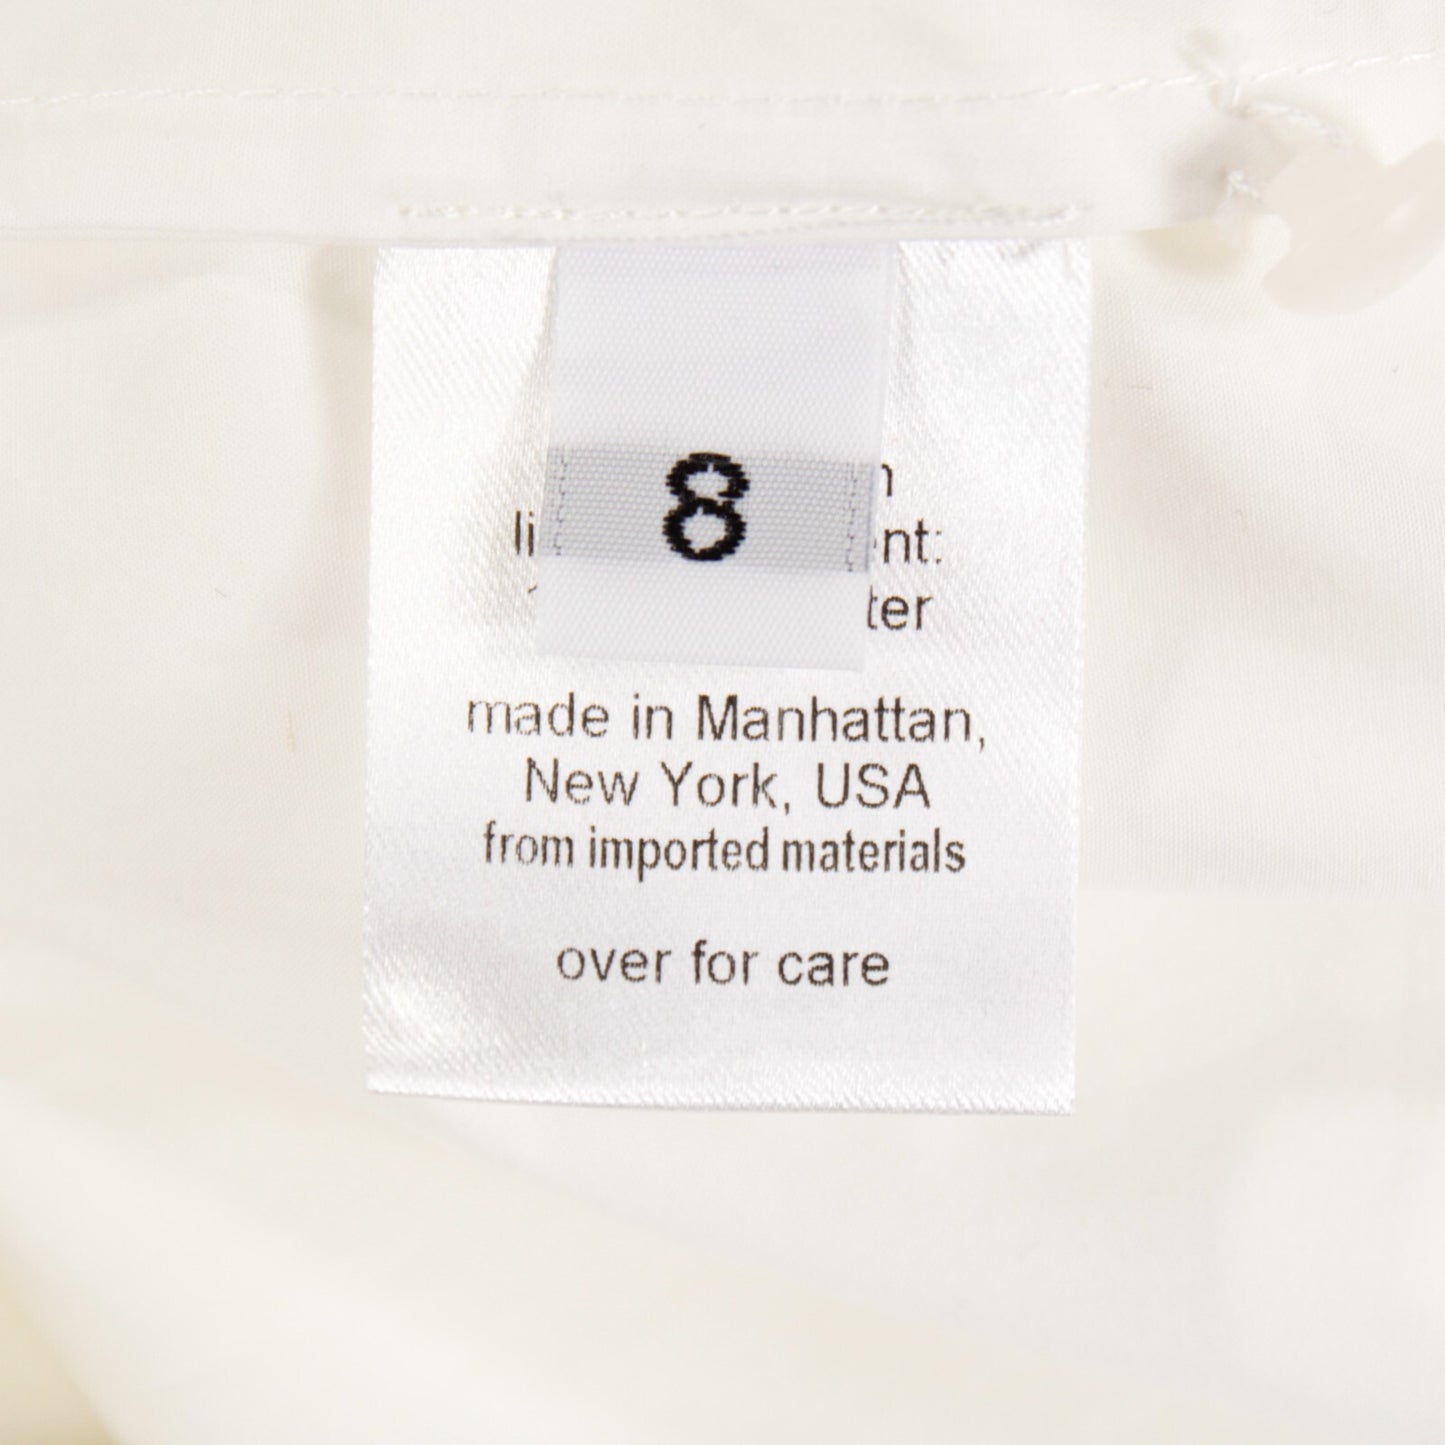 8
made in Manhattan,
New York, USA
from imported materials
over for care